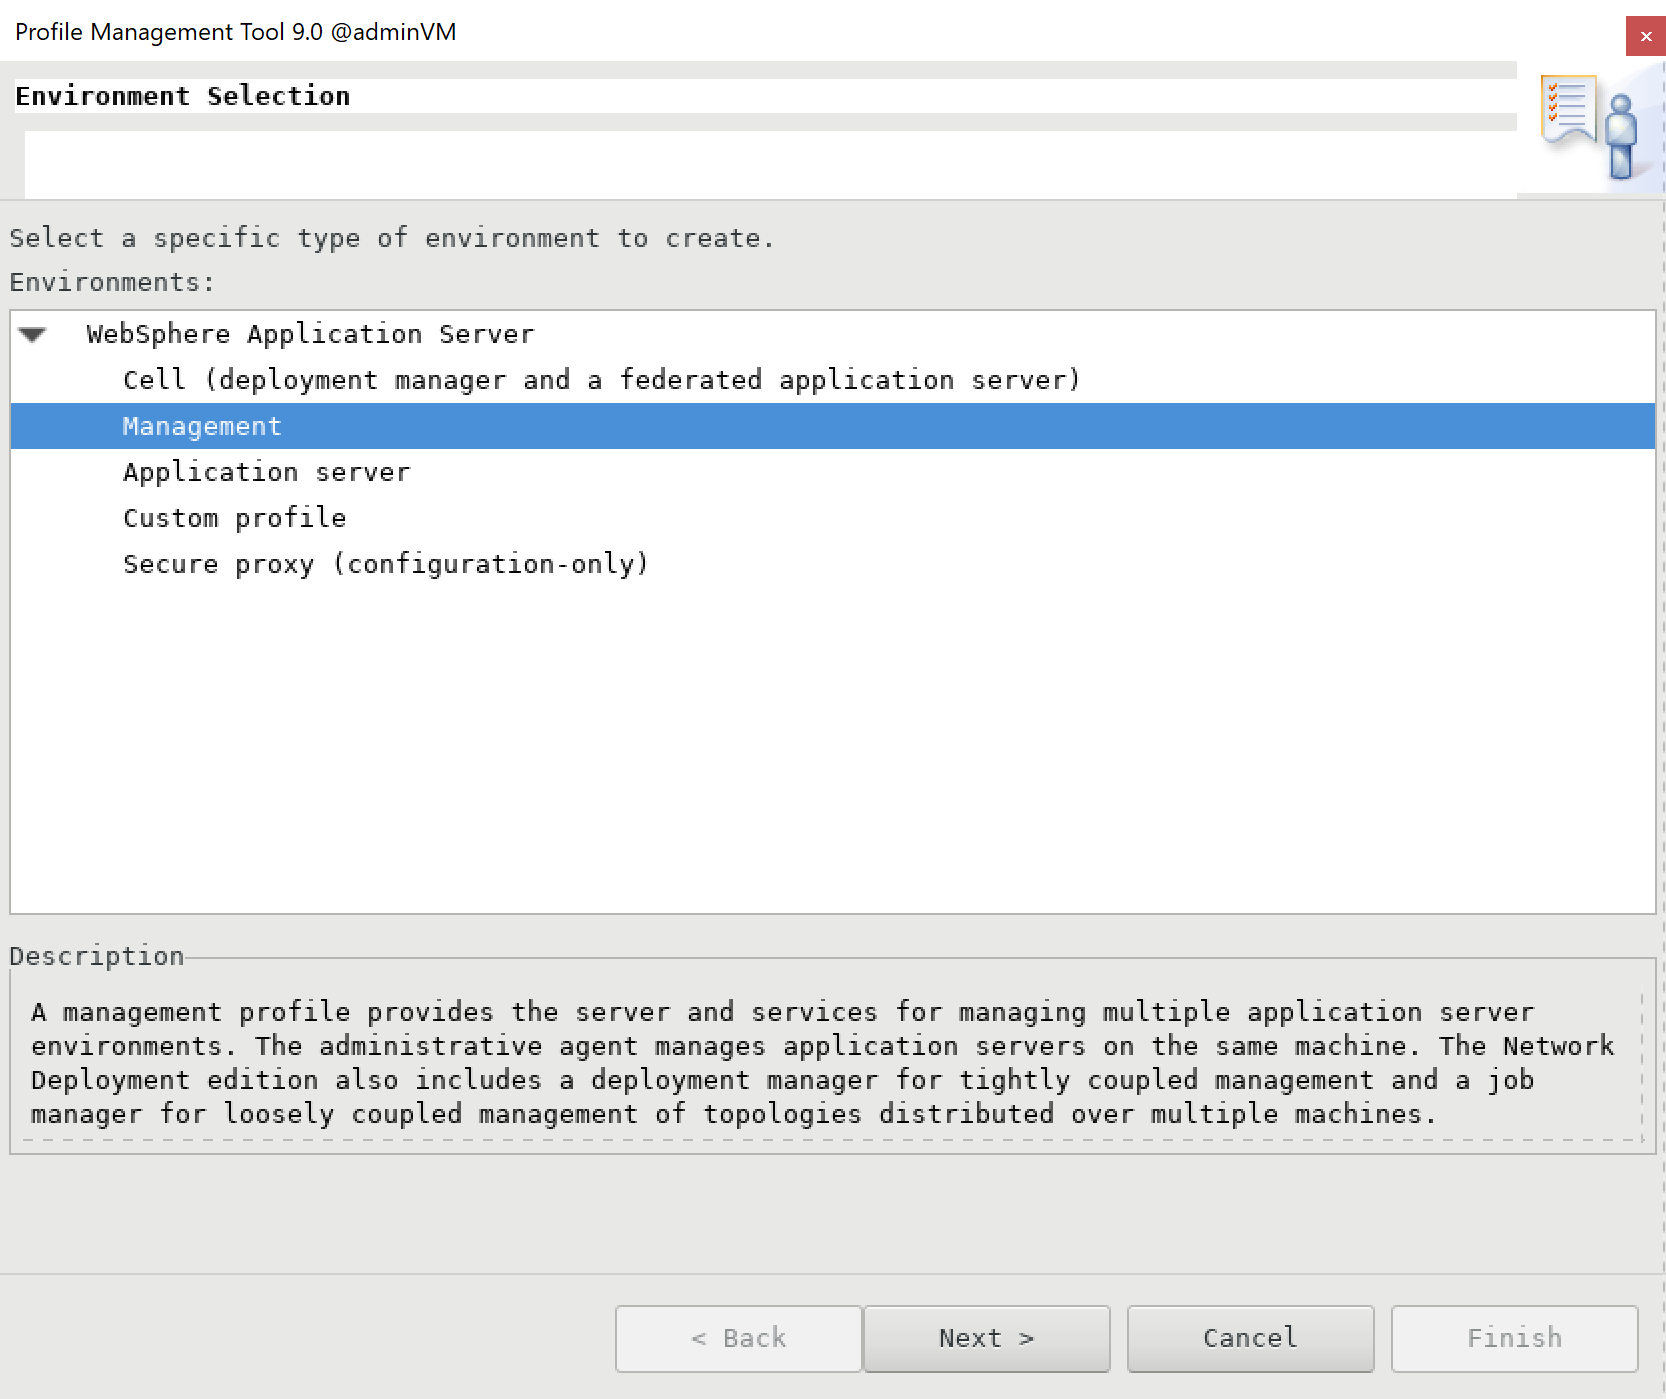 Profile Management Tool 9.0 @adminVM
Environment Selection
Select a specific type of environment to create.
Environments:
WebSphere Application Server
Cell (deployment manager and a federated application server)
Management
Application server
Custom profile
Secure proxy (configuration-only)
Description
A management profile provides the server and services for managing multiple application server
environments. The administrative agent manages application servers on the same machine. The Network
Deployment edition also includes a deployment manager for tightly coupled management and a job
manager for loosely coupled management of topologies distributed over multiple machines.
< Back Next > Cancel Finish